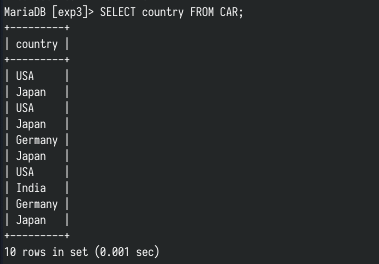 MariaDB [exp3]> SELECT country FROM CAR;
+---------+
| country |
+---------+
| USA     |
| Japan   |
| USA     |
| Japan   |
| Germany |
| Japan   |
| USA     |
| India   |
| Germany |
| Japan   |
+---------+
10 rows in set (0.001 sec)